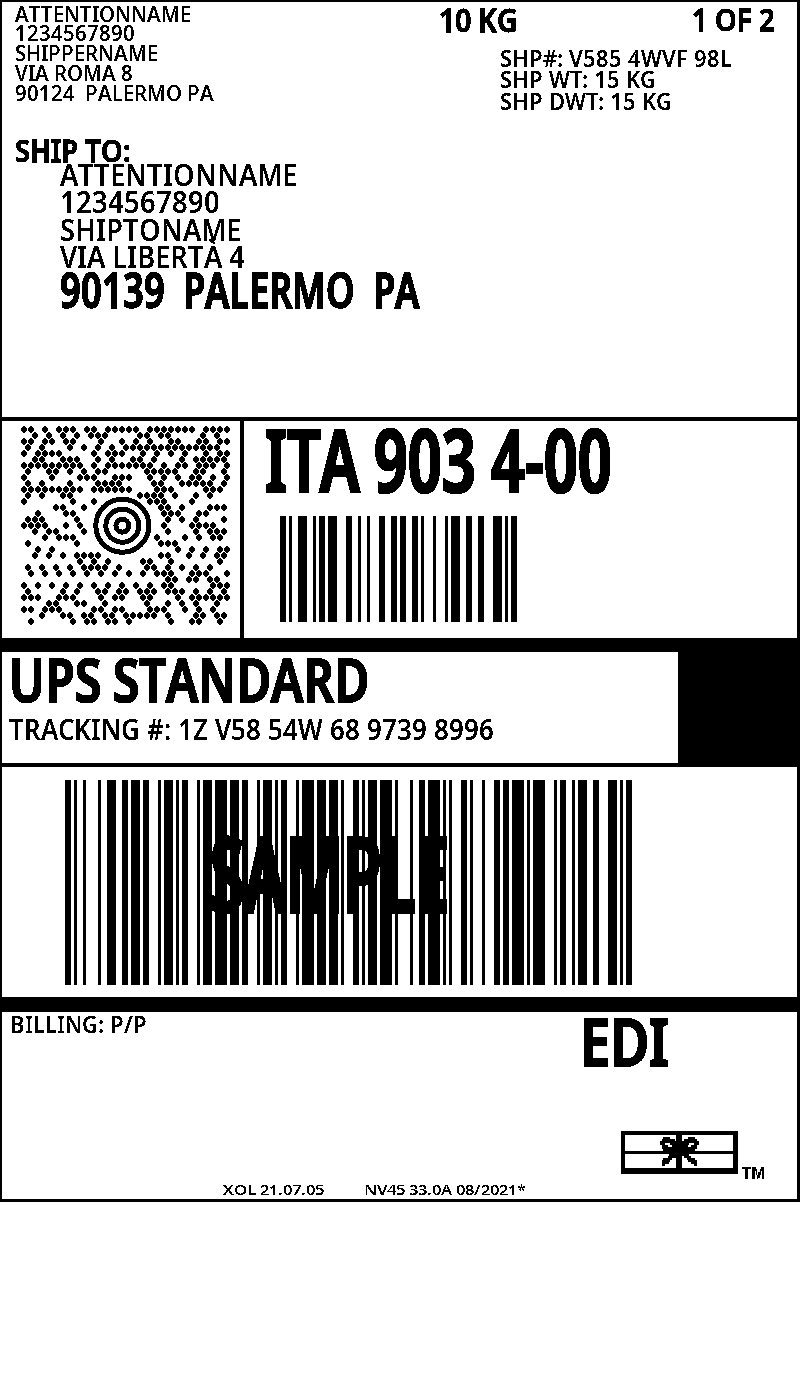 ATTENTIONNAME
1234567890
SHIPPERNAME
VIA ROMA 8
90124 PALERMO PA
10 KG
1 OF 2
SHP#: V585 4WVF 98L
SHP WT: 15 KG
SHP DWT: 15 KG
SHIP TO:
ATTENTIONNAME
1234567890
SHIPTONAME
VIA LIBERTÀ 4
90139 PALERMO PA
ITA 903 4-00
UPS STANDARD
TRACKING #: 1Z V58 54W 68 9739 8996
SAMPLE
BILLING: P/P
EDI
TM
XOL 21.07.05 NV45 33.0A 08/2021*